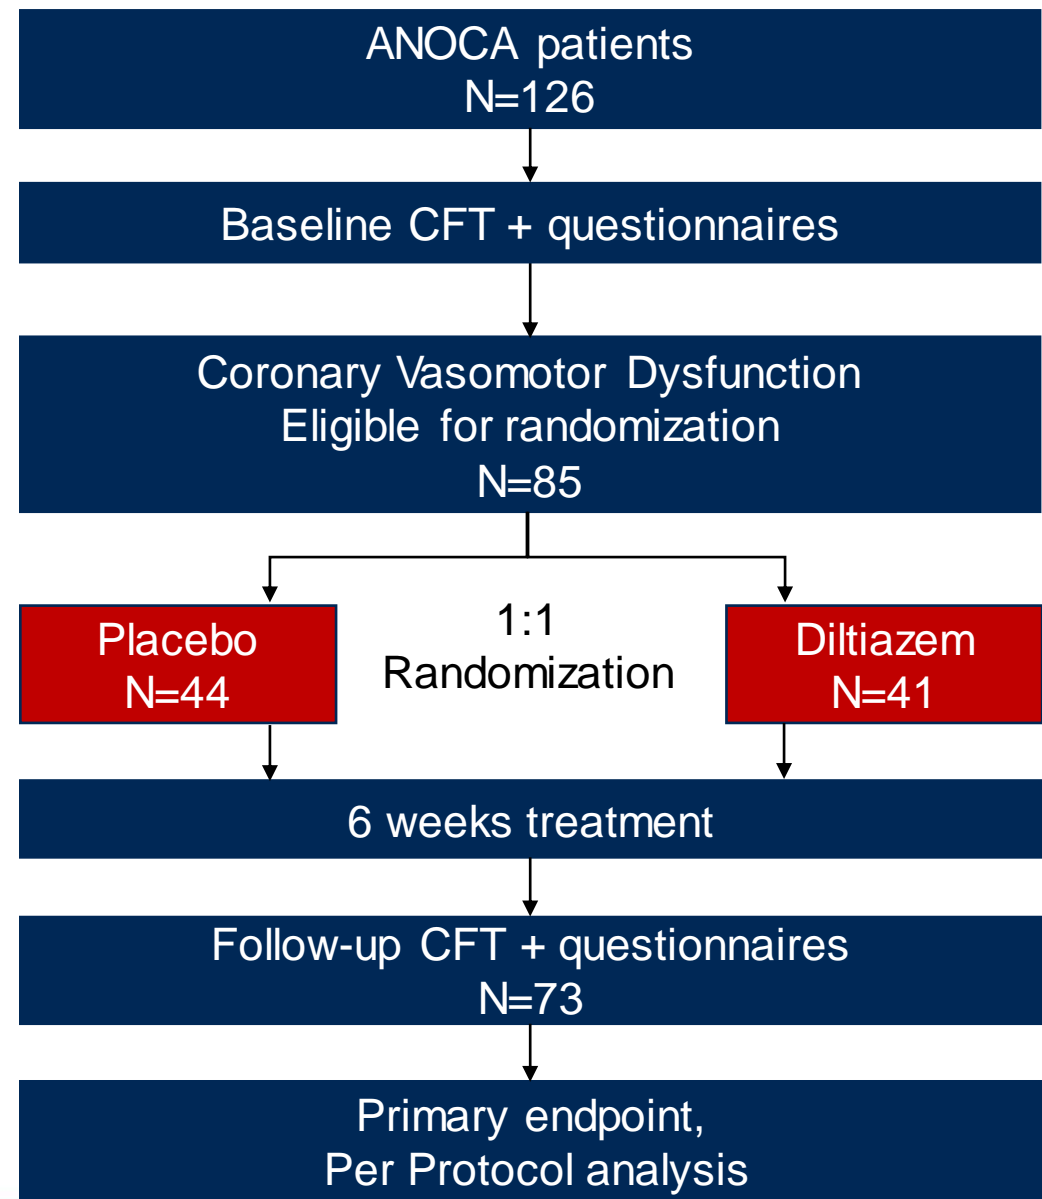 ANOCA patients
N=126
Baseline CFT + questionnaires
Coronary Vasomotor Dysfunction
Eligible for randomization
N=85
Placebo
N=44
1:1
Randomization
Diltiazem
N=41
6 weeks treatment
Follow-up CFT + questionnaires
N=73
Primary endpoint,
Per Protocol analysis